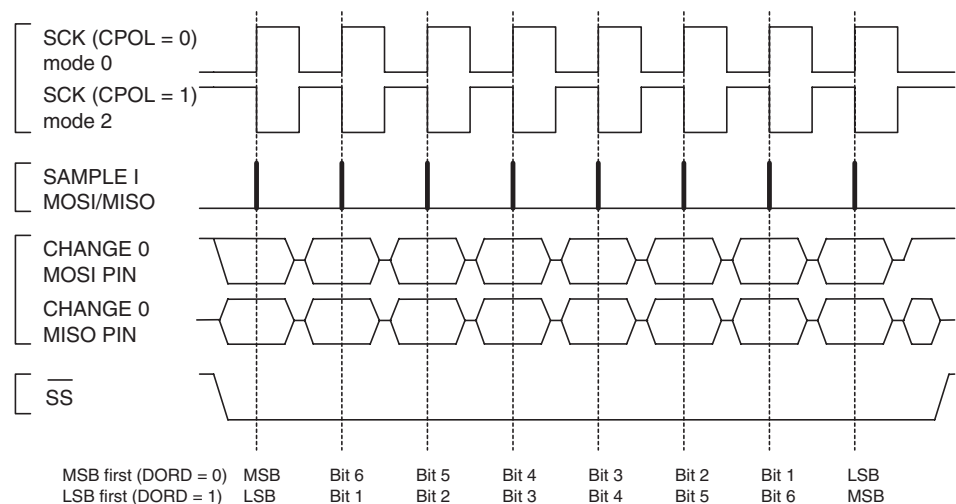 SCK (CPOL = 0)
mode 0
SCK (CPOL = 1)
mode 2
SAMPLE I
MOSI/MISO
CHANGE 0
MOSI PIN
CHANGE 0
MISO PIN
SS
MSB first (DORD = 0) MSB Bit 6 Bit 5 Bit 4 Bit 3 Bit 2 Bit 1 LSB
LSB first (DORD = 1) LSB Bit 1 Bit 2 Bit 3 Bit 4 Bit 5 Bit 6 MSB